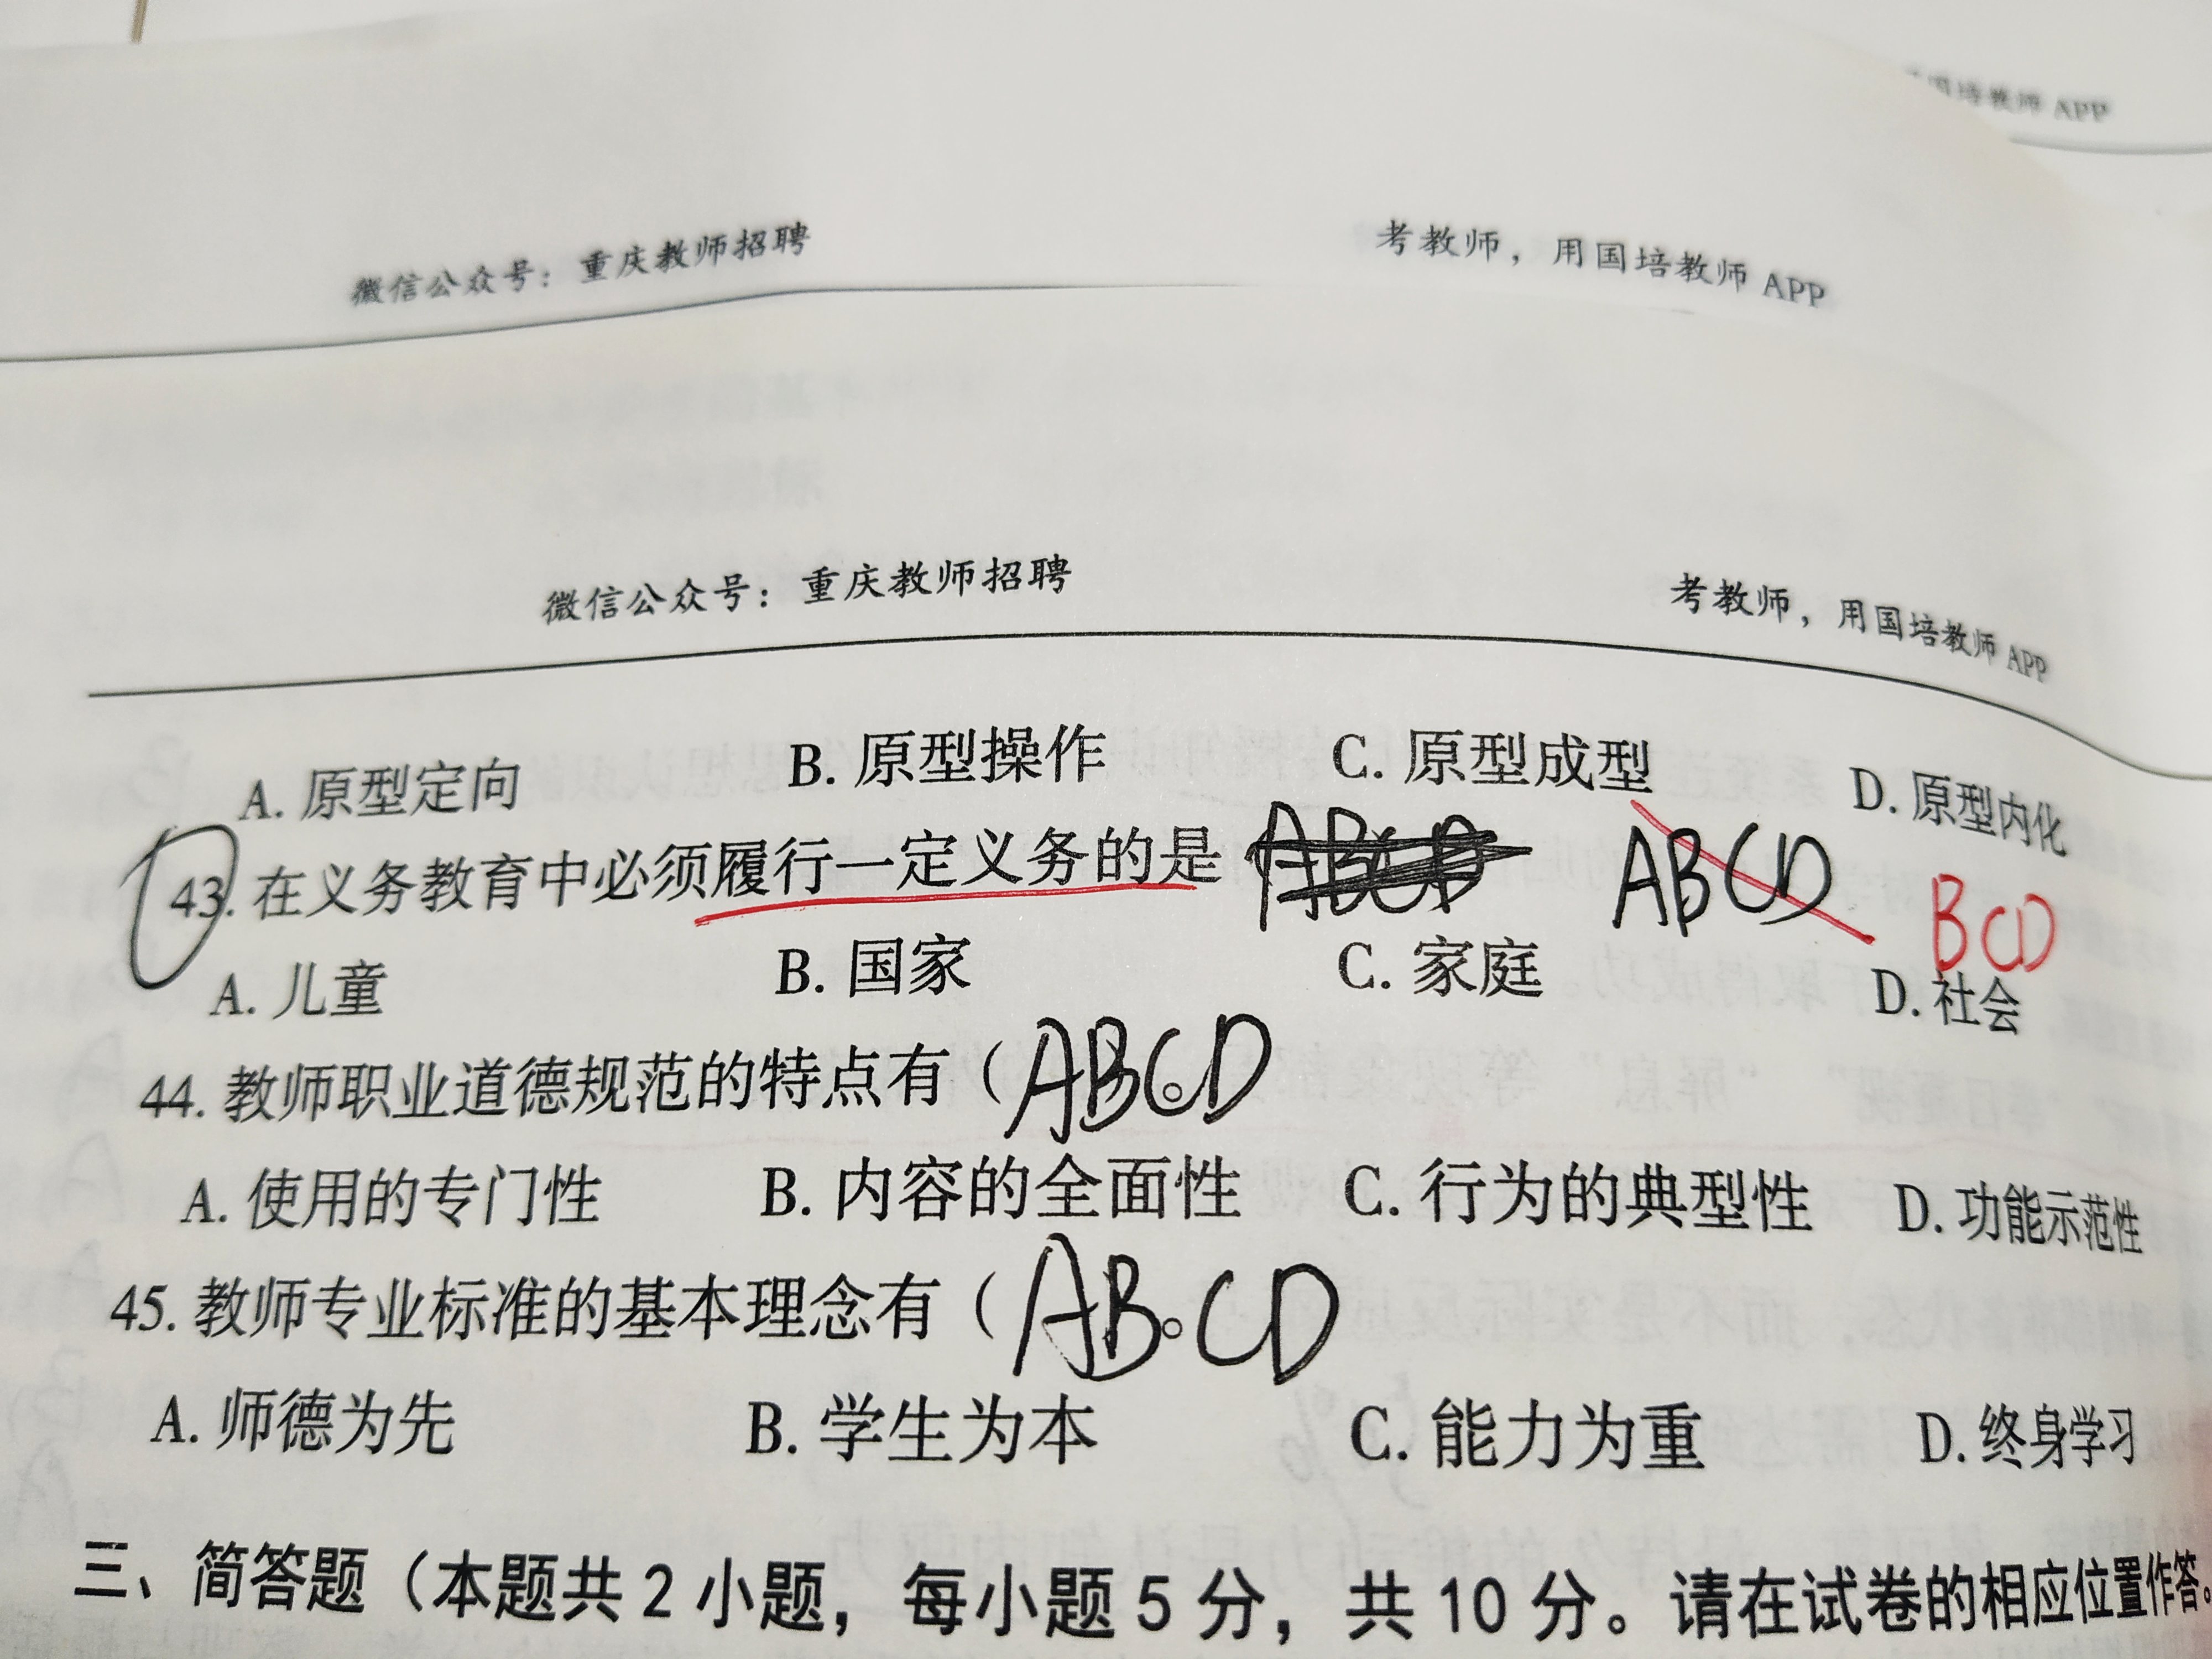 培教师 APP
微信公众号：重庆教师招聘 考教师，用国培教师 APP
微信公众号：重庆教师招聘 考教师，用国培教师 APP
A. 原型定向 B. 原型操作 C. 原型成型 D. 原型内化
43. 在义务教育中必须履行一定义务的是 ABCD ABCD BCD
A. 儿童 B. 国家 C. 家庭 D. 社会
44. 教师职业道德规范的特点有（ABCD。
A. 使用的专门性 B. 内容的全面性 C. 行为的典型性 D. 功能示范性
45. 教师专业标准的基本理念有（AB。CD
A. 师德为先 B. 学生为本 C. 能力为重 D. 终身学习
三、简答题（本题共 2 小题，每小题 5 分，共 10 分。请在试卷的相应位置作答。